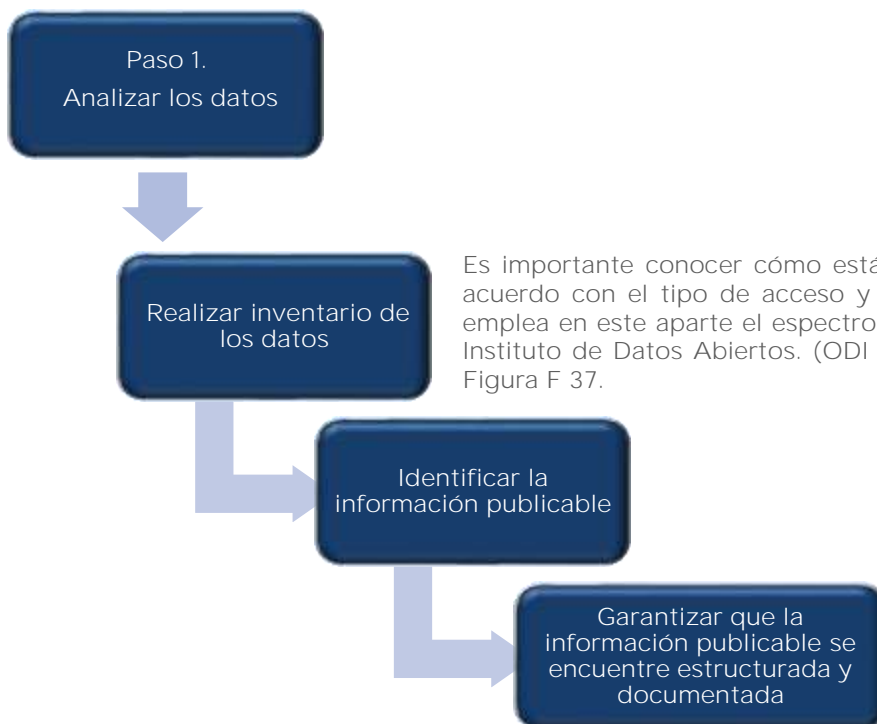 Paso 1.
Analizar los datos
Realizar inventario de
los datos
Es importante conocer cómo
acuerdo con el tipo de acceso y
emplea en este aparte el espectro
Instituto de Datos Abiertos. (ODI
Figura F 37.
Identificar la
información publicable
Garantizar que la
información publicable se
encuentre estructurada y
documentada